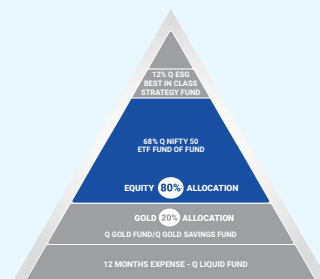 12% Q ESG
BEST IN CLASS
STRATEGY FUND
68% Q NIFTY 50
ETF FUND OF FUND
EQUITY 80% ALLOCATION
GOLD 20% ALLOCATION
Q GOLD FUND/Q GOLD SAVINGS FUND
12 MONTHS EXPENSE - Q LIQUID FUND